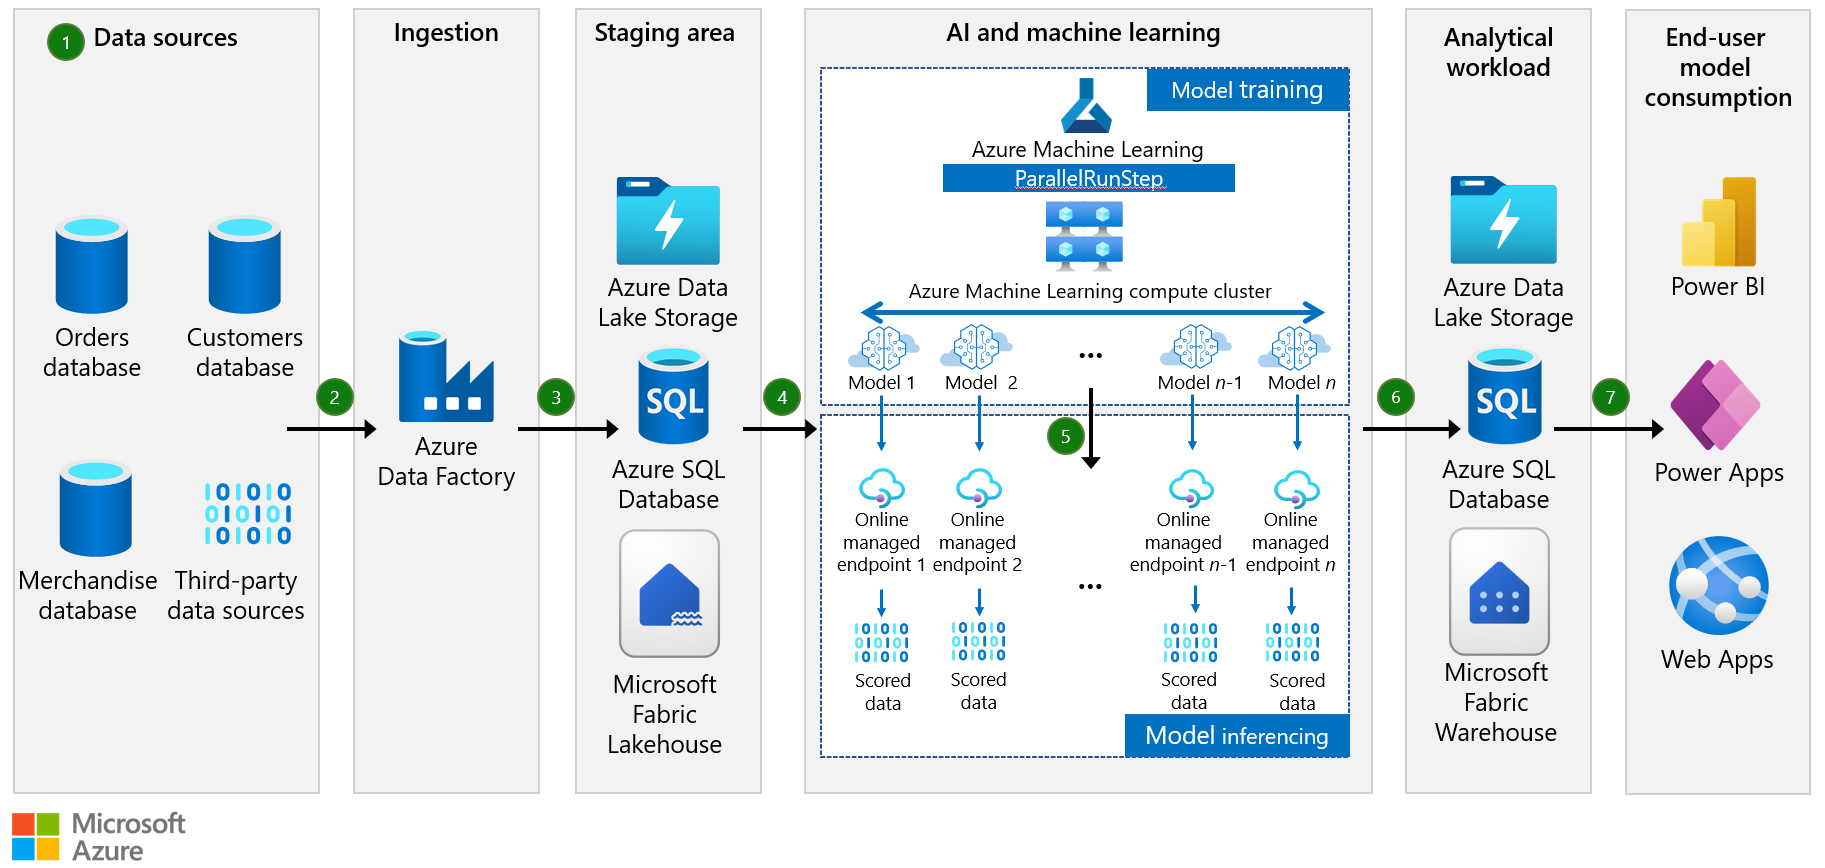 1
Data sources
Orders
database
Customers
database
Merchandise
database
Third-party
data sources
2
Ingestion
Azure
Data Factory
3
Staging area
Azure Data
Lake Storage
SQL
Azure SQL
Database
Microsoft
Fabric
Lakehouse
4
AI and machine learning
Model training
Azure Machine Learning
ParallelRunStep
Azure Machine Learning compute cluster
Model 1
Model 2
...
Model n-1
Model n
5
Online
managed
endpoint 1
Online
managed
endpoint 2
...
Online
managed
endpoint n-1
Online
managed
endpoint n
Scored
data
Scored
data
Scored
data
Scored
data
Model inferencing
6
Analytical
workload
Azure Data
Lake Storage
SQL
Azure SQL
Database
Microsoft
Fabric
Warehouse
7
End-user
model
consumption
Power BI
Power Apps
Web Apps
Microsoft
Azure